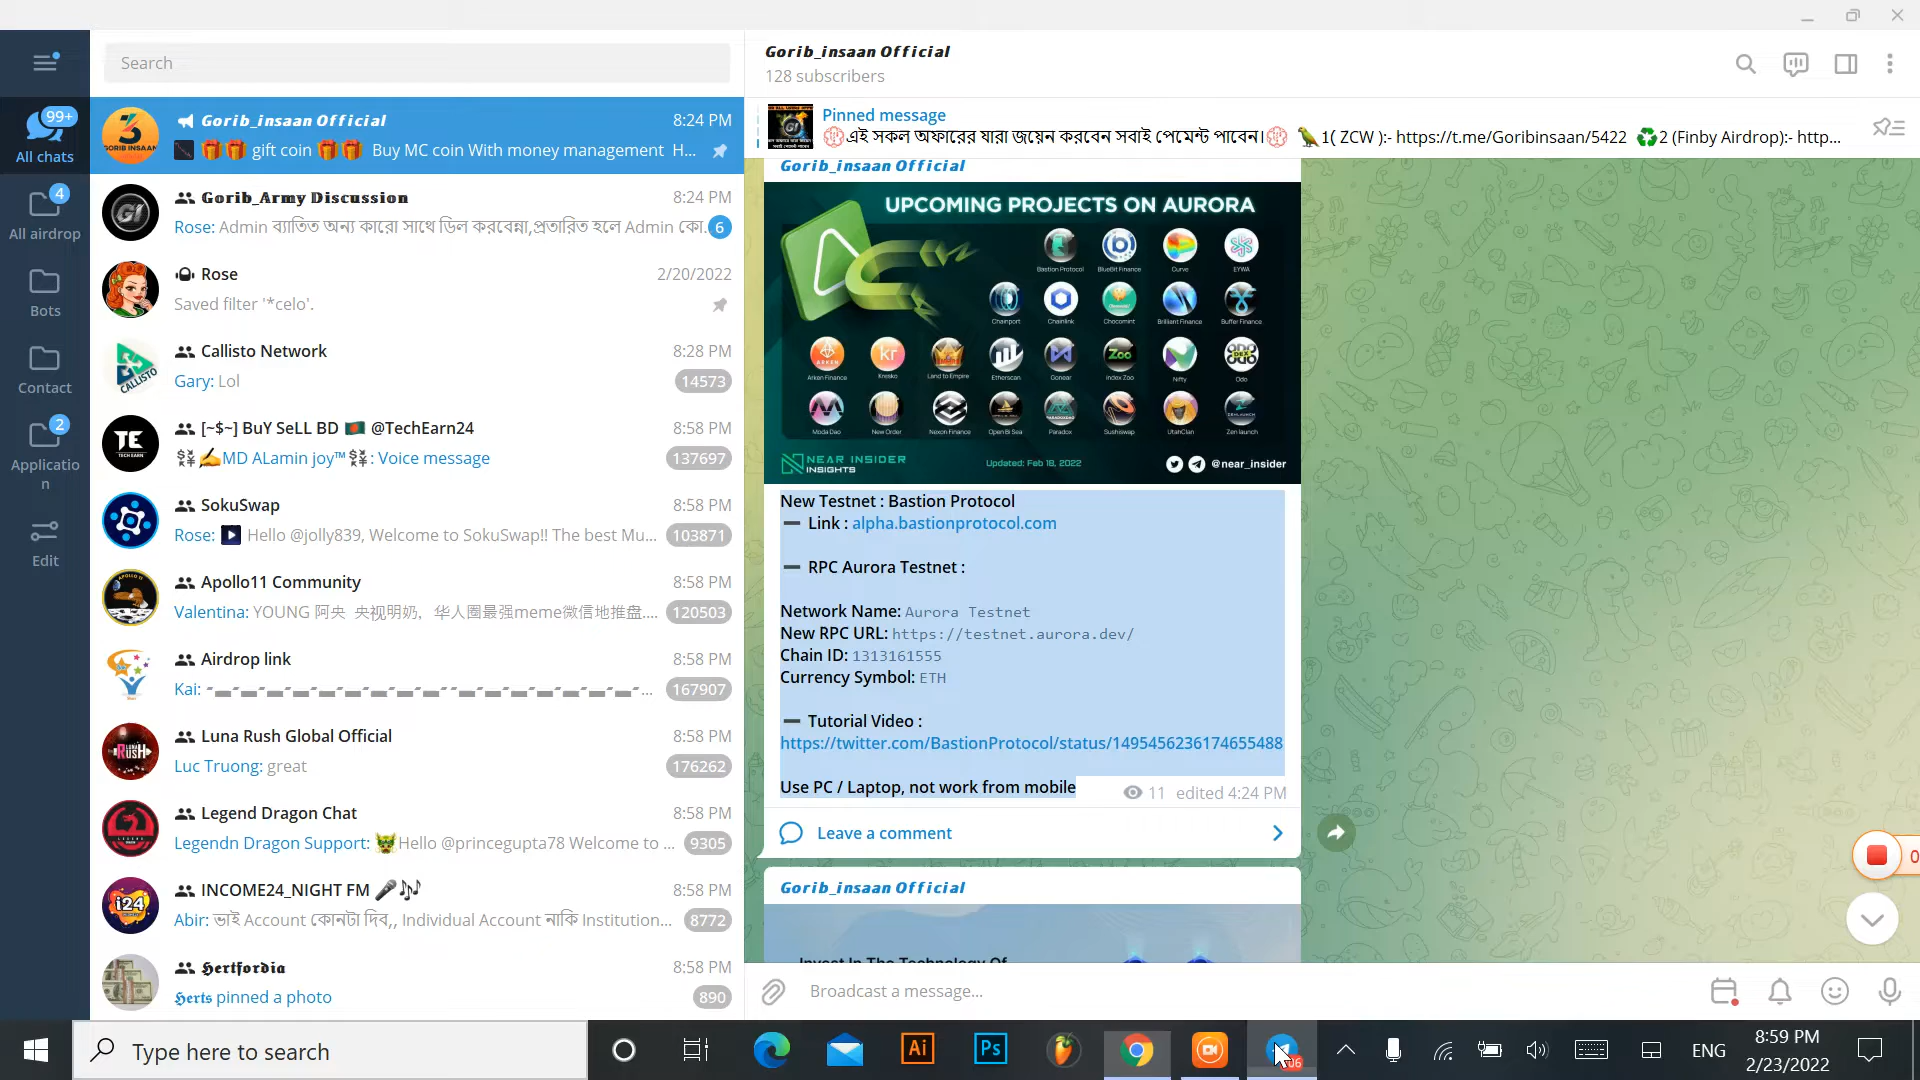 Search
Gorib_insaan Official
128 subscribers
Pinned message
🏵️এই সকল অফারের যারা জয়েন করবেন সবাই পেমেন্ট পাবেন।🏵️ 🦜1( ZCW ):- https://t.me/Goribinsaan/5422 ♻️2 (Finby Airdrop):- http...
99+
All chats
4
All airdrop
Bots
Contact
2
Applicatio
n
Edit
Gorib_insaan Official 8:24 PM
🎁🎁 gift coin 🎁🎁 Buy MC coin With money management H...
Gorib_Army Discussion 8:24 PM
Rose: Admin ব্যাতিত অন্য কারো সাথে ডিল করবেন্না,প্রতারিত হলে Admin কো. 6
Rose 2/20/2022
Saved filter '*celo'.
Callisto Network 8:28 PM
Gary: Lol 14573
[~$~] BuY SeLL BD 🇧🇩 @TechEarn24 8:58 PM
✍️MD ALamin joy™: Voice message 137697
SokuSwap 8:58 PM
Rose: Hello @jolly839, Welcome to SokuSwap!! The best Mu... 103871
Apollo11 Community 8:58 PM
Valentina: YOUNG 阿央 央视明奶，华人圈最强meme微信地推盘.... 120503
Airdrop link 8:58 PM
Kai: 167907
Luna Rush Global Official 8:58 PM
Luc Truong: great 176262
Legend Dragon Chat 8:58 PM
Legendn Dragon Support: 🐲Hello @princegupta78 Welcome to ... 9305
INCOME24_NIGHT FM 🎤🎶 8:58 PM
Abir: ভাই Account কোনটা দিব,, Individual Account নাকি Institution... 8772
Hertfordia 8:58 PM
Herts pinned a photo 890
Gorib_insaan Official
UPCOMING PROJECTS ON AURORA
Bastion Protocol BlueBit Finance Curve EYWA
Chainport Chainlink Chocomint Brilliant Finance Buffer Finance
Arken Finance Kresko Land to Empire Etherscan Gonear Index Zoo Nifty Odo
Moda Dao New Order Nexon Finance Open Bi Sea Paradox Sushiswap UtahClan Zen launch
NEAR INSIDER
INSIGHTS
Updated: Feb 18, 2022
@near_insider
New Testnet : Bastion Protocol
➖ Link : alpha.bastionprotocol.com
➖ RPC Aurora Testnet :
Network Name: Aurora Testnet
New RPC URL: https://testnet.aurora.dev/
Chain ID: 1313161555
Currency Symbol: ETH
➖ Tutorial Video :
https://twitter.com/BastionProtocol/status/1495456236174655488
Use PC / Laptop, not work from mobile
11 edited 4:24 PM
Leave a comment
Gorib_insaan Official
Invest In The Technology Of
Broadcast a message...
Type here to search
Ai
Ps
ENG
8:59 PM
2/23/2022